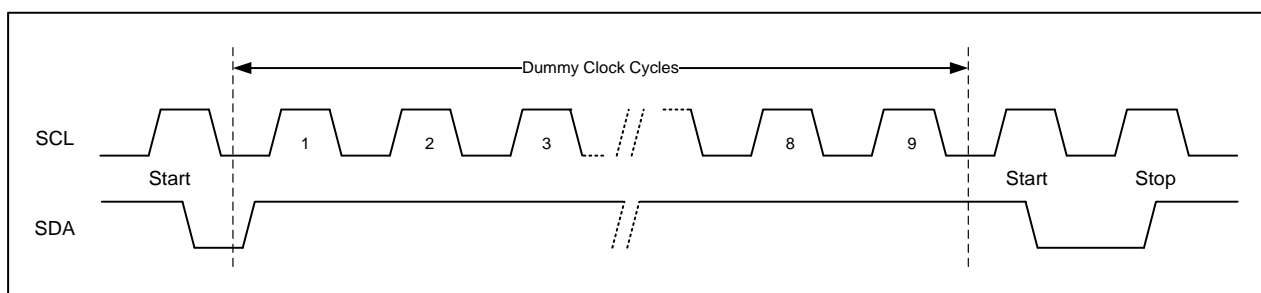 Dummy Clock Cycles
SCL
1 2 3 8 9
Start Start Stop
SDA